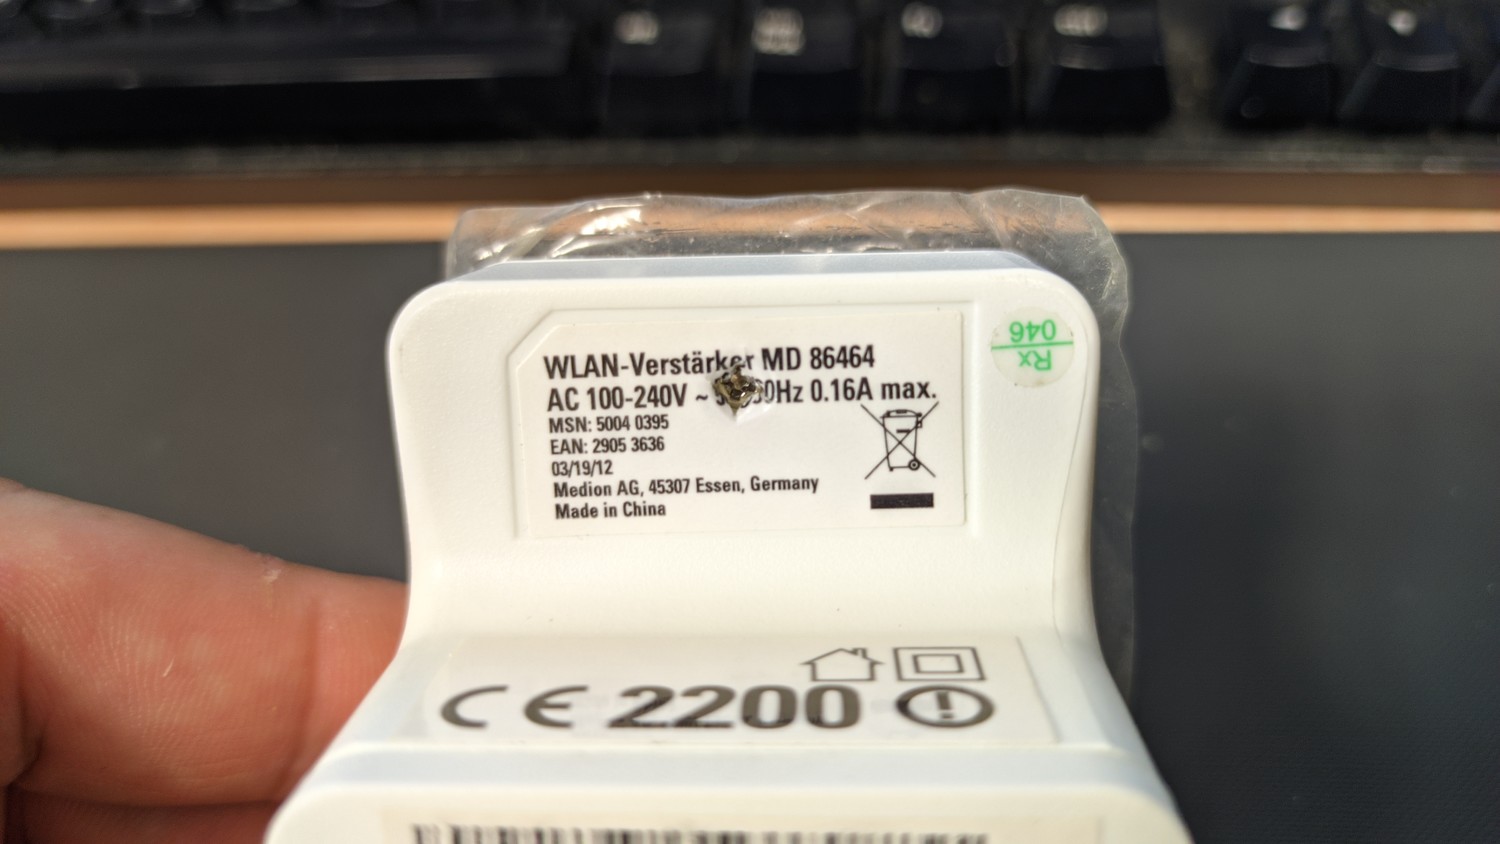 WLAN-Verstärker MD 86464
AC 100-240V ~ 0Hz 0.16A max.
MSN: 5004 0395
EAN: 2905 3636
03/19/12
Medion AG, 45307 Essen, Germany
Made in China
Rx
046
CE 2200